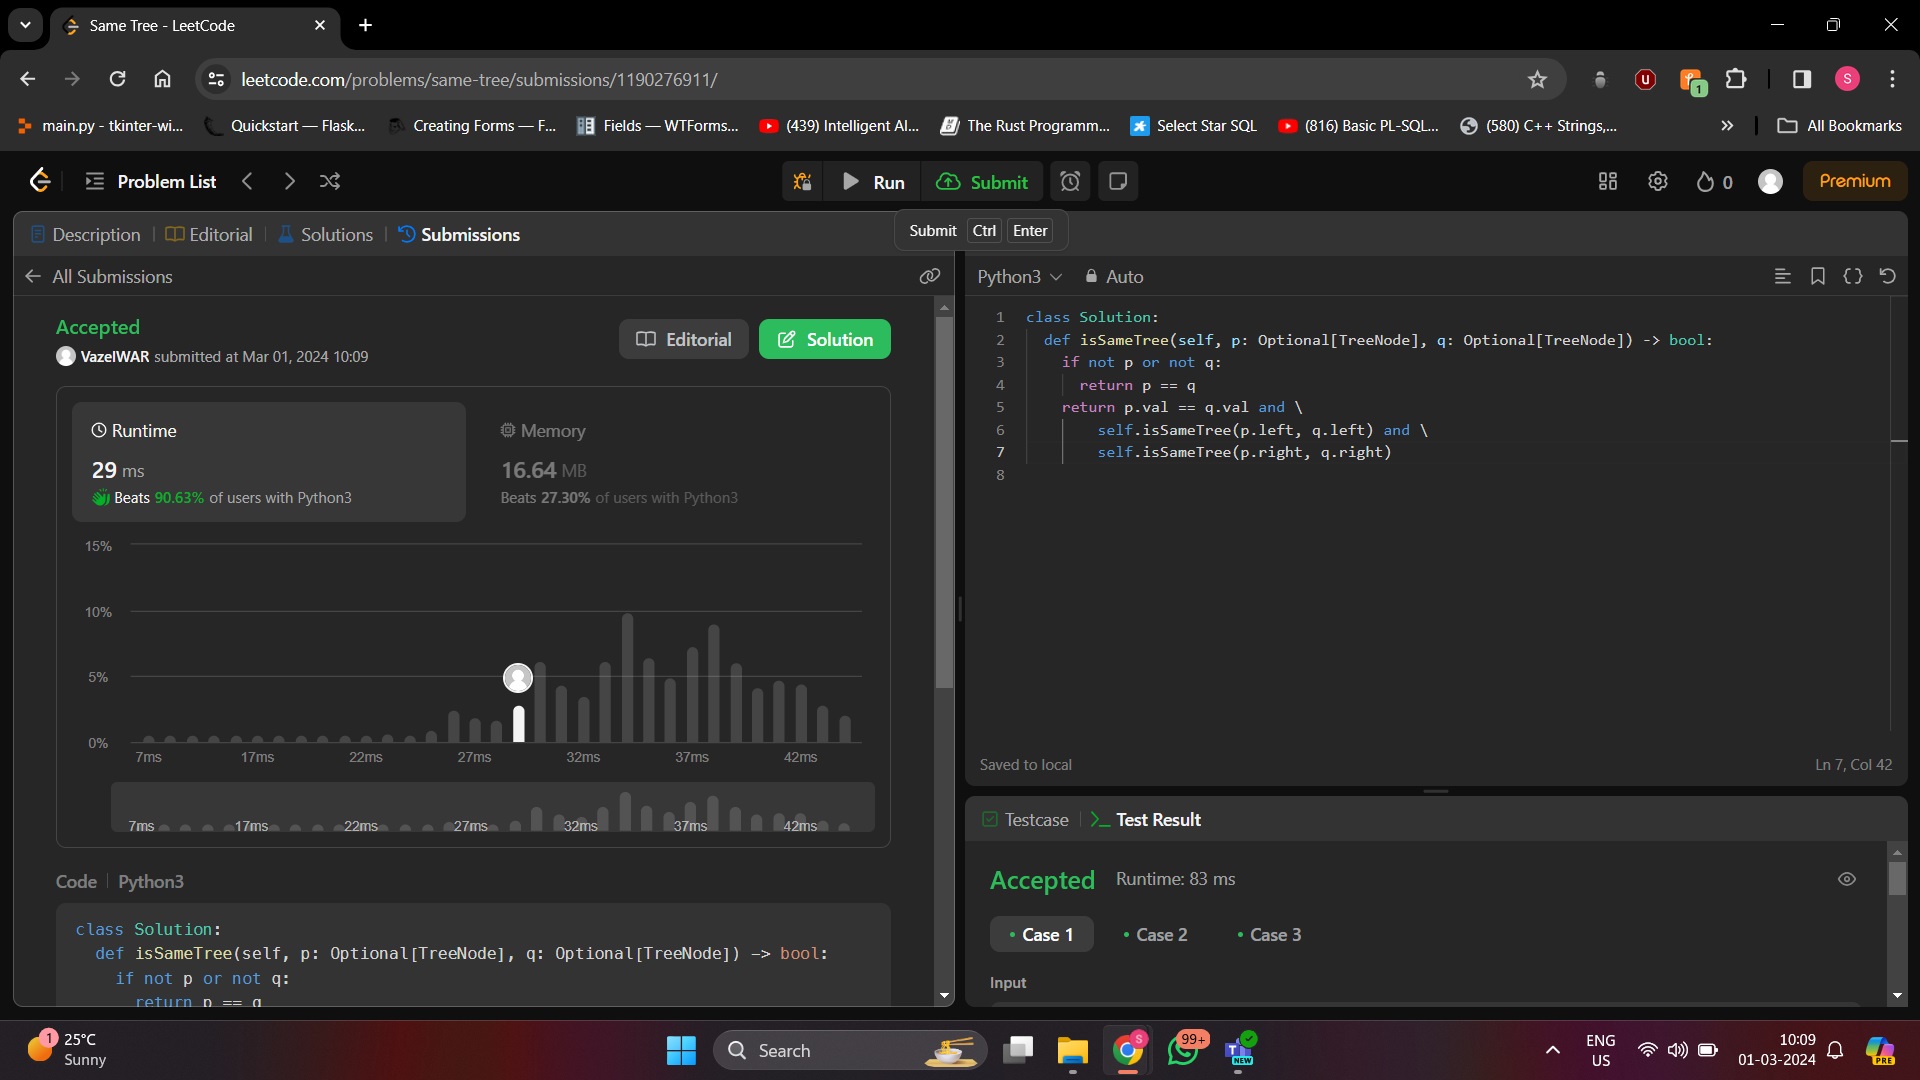 Same Tree - LeetCode
leetcode.com/problems/same-tree/submissions/1190276911/
U
1
S
main.py - tkinter-wi...
Quickstart — Flask...
Creating Forms — F...
Fields — WTForms...
(439) Intelligent AI...
The Rust Programm...
Select Star SQL
(816) Basic PL-SQL...
(580) C++ Strings,...
All Bookmarks
Problem List
Run
Submit
0
Premium
Description
Editorial
Solutions
Submissions
Submit Ctrl Enter
All Submissions
Accepted
VazelWAR submitted at Mar 01, 2024 10:09
Editorial
Solution
Runtime
29 ms
Beats 90.63% of users with Python3
Memory
16.64 MB
Beats 27.30% of users with Python3
15%
10%
5%
0%
7ms 17ms 22ms 27ms 32ms 37ms 42ms
7ms 17ms 22ms 27ms 32ms 37ms 42ms
Code Python3
class Solution:
def isSameTree(self, p: Optional[TreeNode], q: Optional[TreeNode]) -> bool:
if not p or not q:
return p == q
Python3
Auto
1 class Solution:
2 def isSameTree(self, p: Optional[TreeNode], q: Optional[TreeNode]) -> bool:
3 if not p or not q:
4 return p == q
5 return p.val == q.val and \
6 self.isSameTree(p.left, q.left) and \
7 self.isSameTree(p.right, q.right)
8
Saved to local
Ln 7, Col 42
Testcase
Test Result
Accepted Runtime: 83 ms
• Case 1
• Case 2
• Case 3
Input
1
25°C
Sunny
Search
S
99+
T
NEW
ENG
US
10:09
01-03-2024
PRE